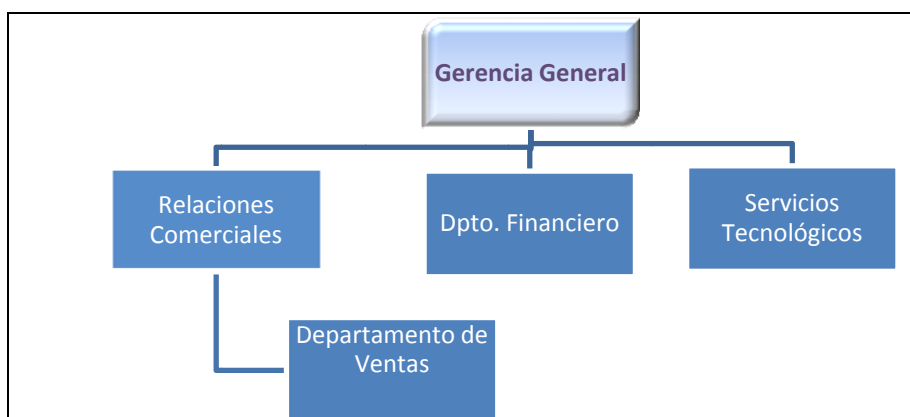 Gerencia General
Relaciones
Comerciales
Dpto. Financiero
Servicios
Tecnológicos
Departamento de
Ventas